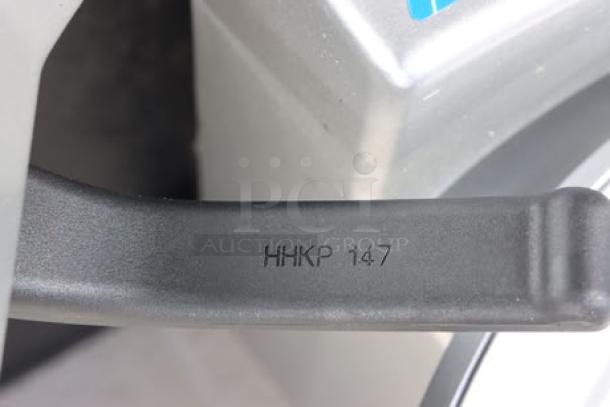 PCI
AUCTION GROUP
HHKP 147